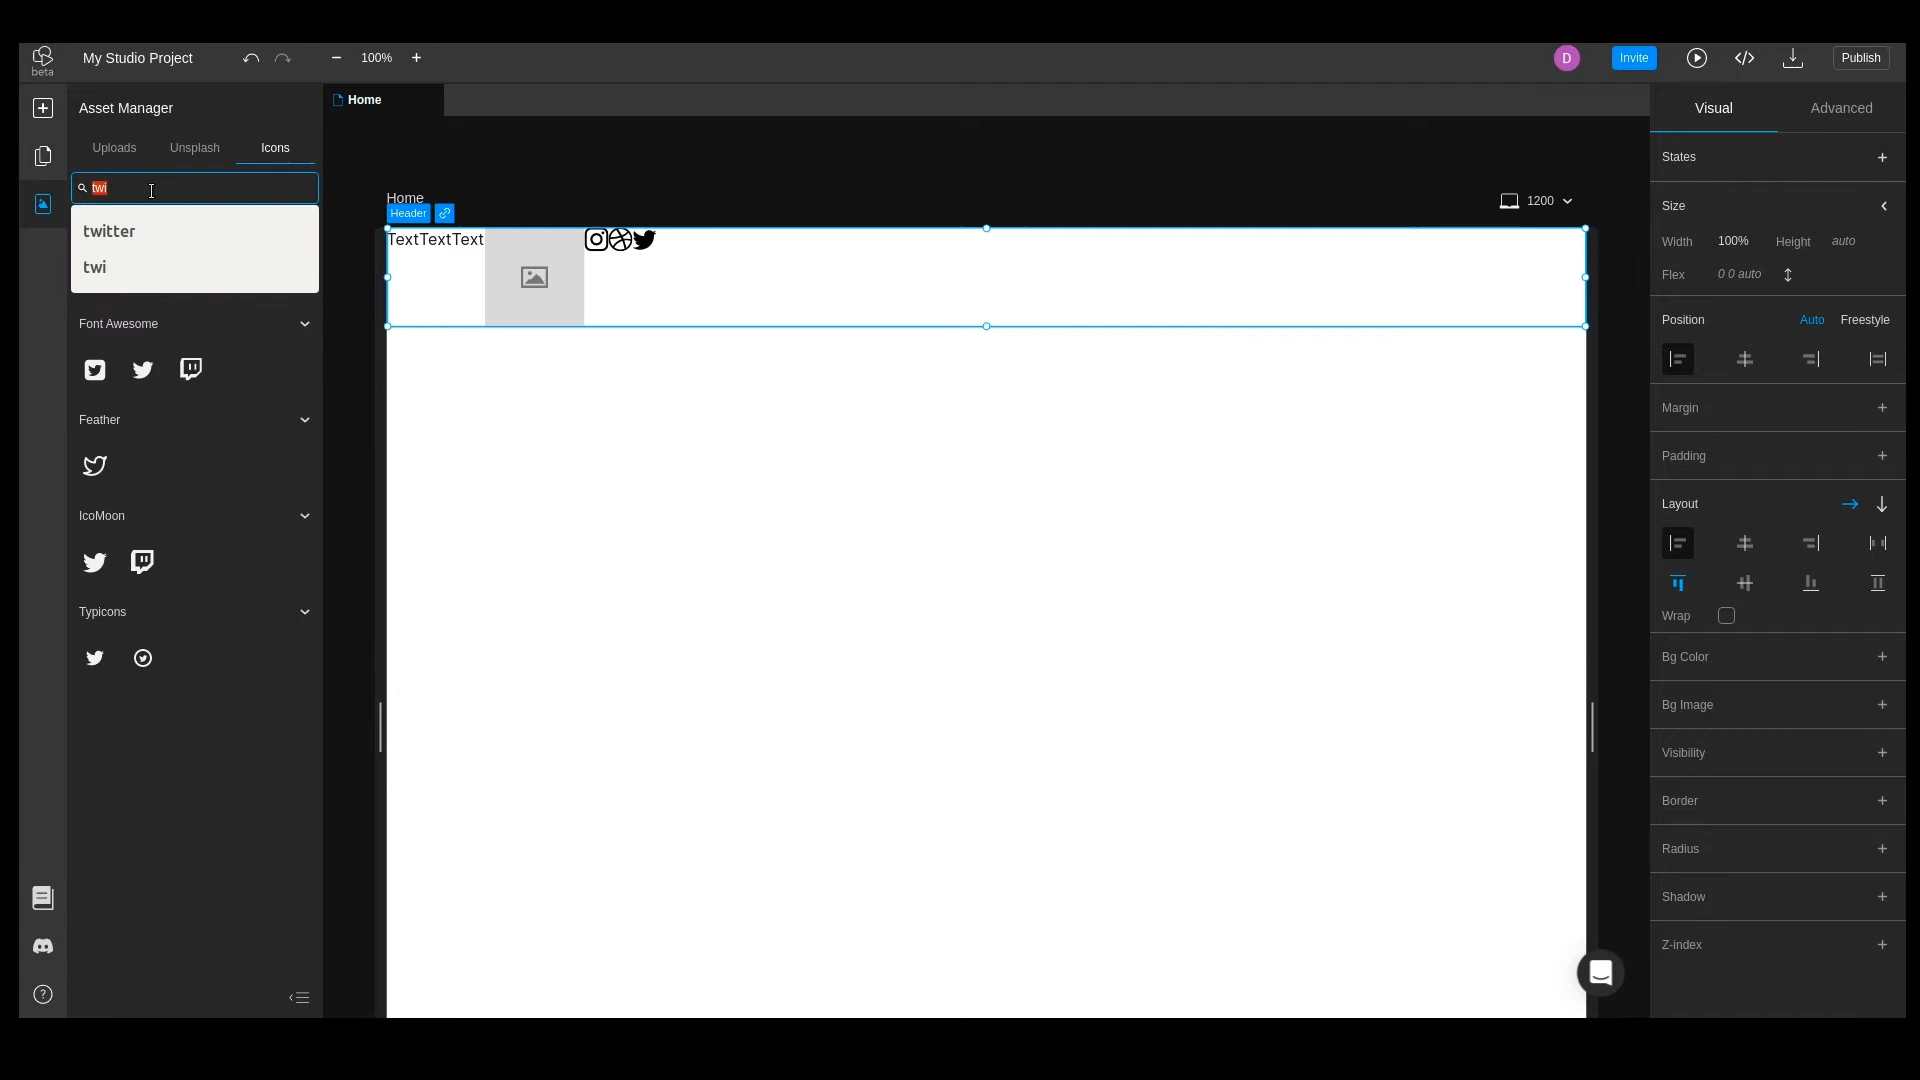 beta
My Studio Project
100%
D
Invite
Publish
Asset Manager
Uploads
Unsplash
Icons
twi
twitter
twi
Font Awesome
Feather
IcoMoon
Typicons
Home
Home
Header
1200
TextTextText
Visual
Advanced
States
Size
Width 100% Height auto
Flex 0 0 auto
Position Auto Freestyle
Margin
Padding
Layout
Wrap
Bg Color
Bg Image
Visibility
Border
Radius
Shadow
Z-index